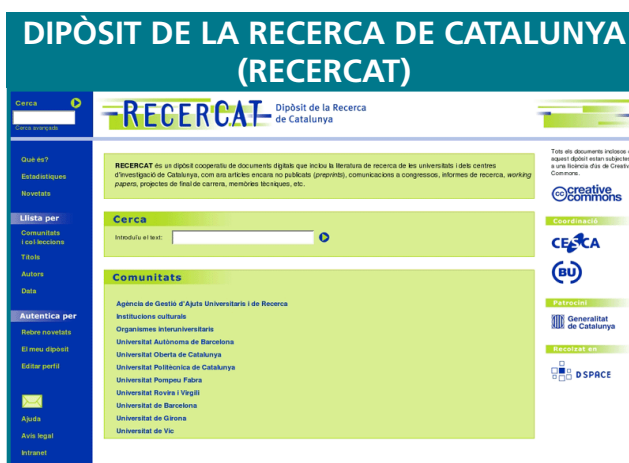 DIPÒSIT DE LA RECERCA DE CATALUNYA
(RECERCAT)
Cerca
Cerca avançada
Què és?
Estadístiques
Novetats
Llista per
Comunitats
i col·leccions
Títols
Autors
Data
Autentica per
Rebre novetats
El meu dipòsit
Editar perfil
Ajuda
Avís legal
Intranet
RECERCAT
Dipòsit de la Recerca
de Catalunya
RECERCAT és un dipòsit cooperatiu de documents digitals que inclou la literatura de recerca de les universitats i dels centres
d'investigació de Catalunya, com ara articles encara no publicats (preprints), comunicacions a congressos, informes de recerca, working
papers, projectes de final de carrera, memòries tècniques, etc.
Cerca
Introduïu el text:
Comunitats
Agència de Gestió d'Ajuts Universitaris i de Recerca
Institucions culturals
Organismes interuniversitaris
Universitat Autònoma de Barcelona
Universitat Oberta de Catalunya
Universitat Politècnica de Catalunya
Universitat Pompeu Fabra
Universitat Rovira i Virgili
Universitat de Barcelona
Universitat de Girona
Universitat de Vic
Tots els documents inclosos
aquest dipòsit estan subjectes
a una llicència d'ús de Creative
Commons.
cc creative
commons
Coordinació
CESCA
(BU)
Patrocini
Generalitat
de Catalunya
Recolzat en
DSPACE